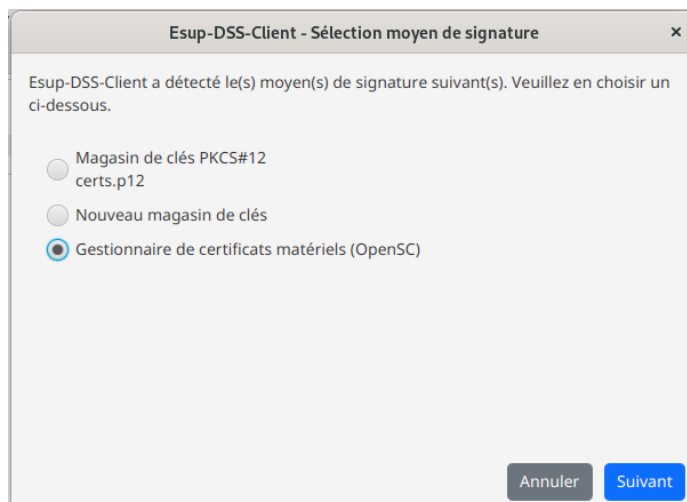 Esup-DSS-Client - Sélection moyen de signature ×
Esup-DSS-Client a détecté le(s) moyen(s) de signature suivant(s). Veuillez en choisir un
ci-dessous.
Magasin de clés PKCS#12
certs.p12
Nouveau magasin de clés
Gestionnaire de certificats matériels (OpenSC)
Annuler Suivant